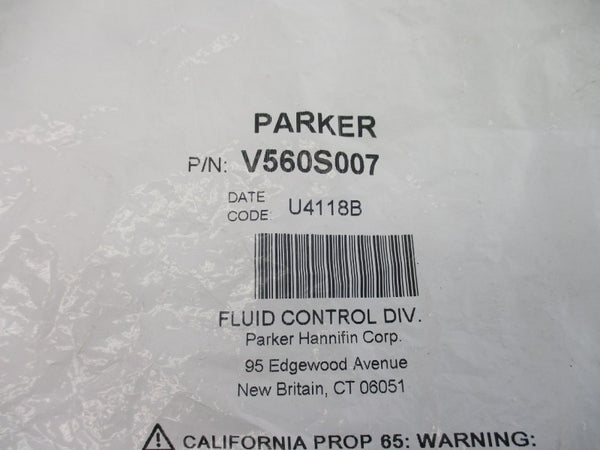 PARKER
P/N: V560S007
DATE
CODE: U4118B
FLUID CONTROL DIV.
Parker Hannifin Corp.
95 Edgewood Avenue
New Britain, CT 06051
⚠ CALIFORNIA PROP 65: WARNING: